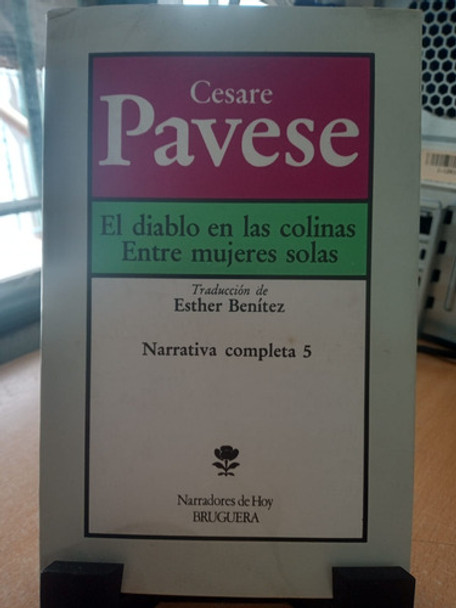 Cesare
Pavese
El diablo en las colinas
Entre mujeres solas
Traducción de
Esther Benítez
Narrativa completa 5
Narradores de Hoy
BRUGUERA